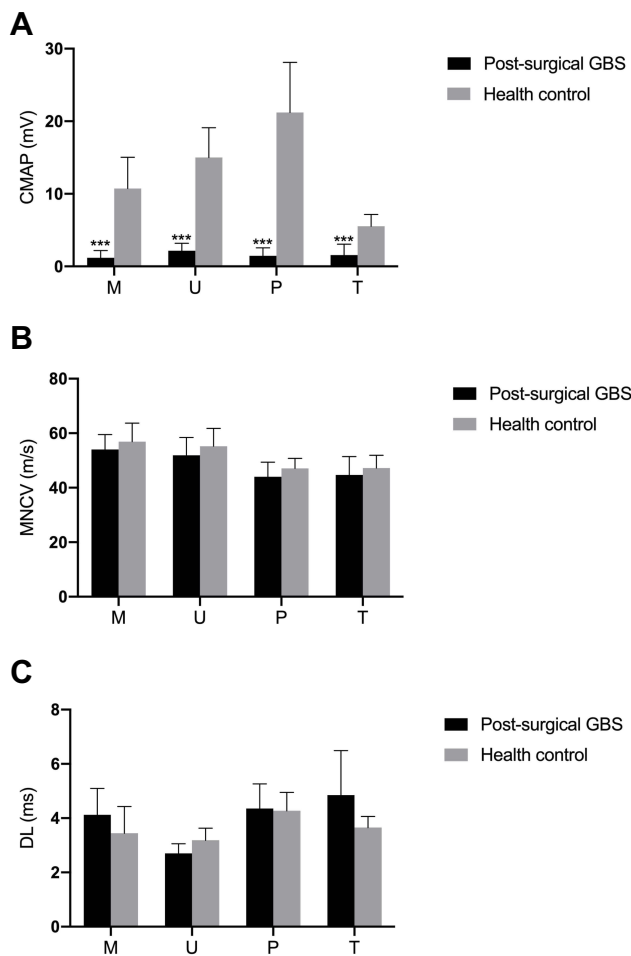 A
CMAP (mV)
30
20
10
0
***
***
***
***
M U P T
Post-surgical GBS
Health control
B
MNCV (m/s)
80
60
40
20
0
M U P T
Post-surgical GBS
Health control
C
DL (ms)
8
6
4
2
0
M U P T
Post-surgical GBS
Health control